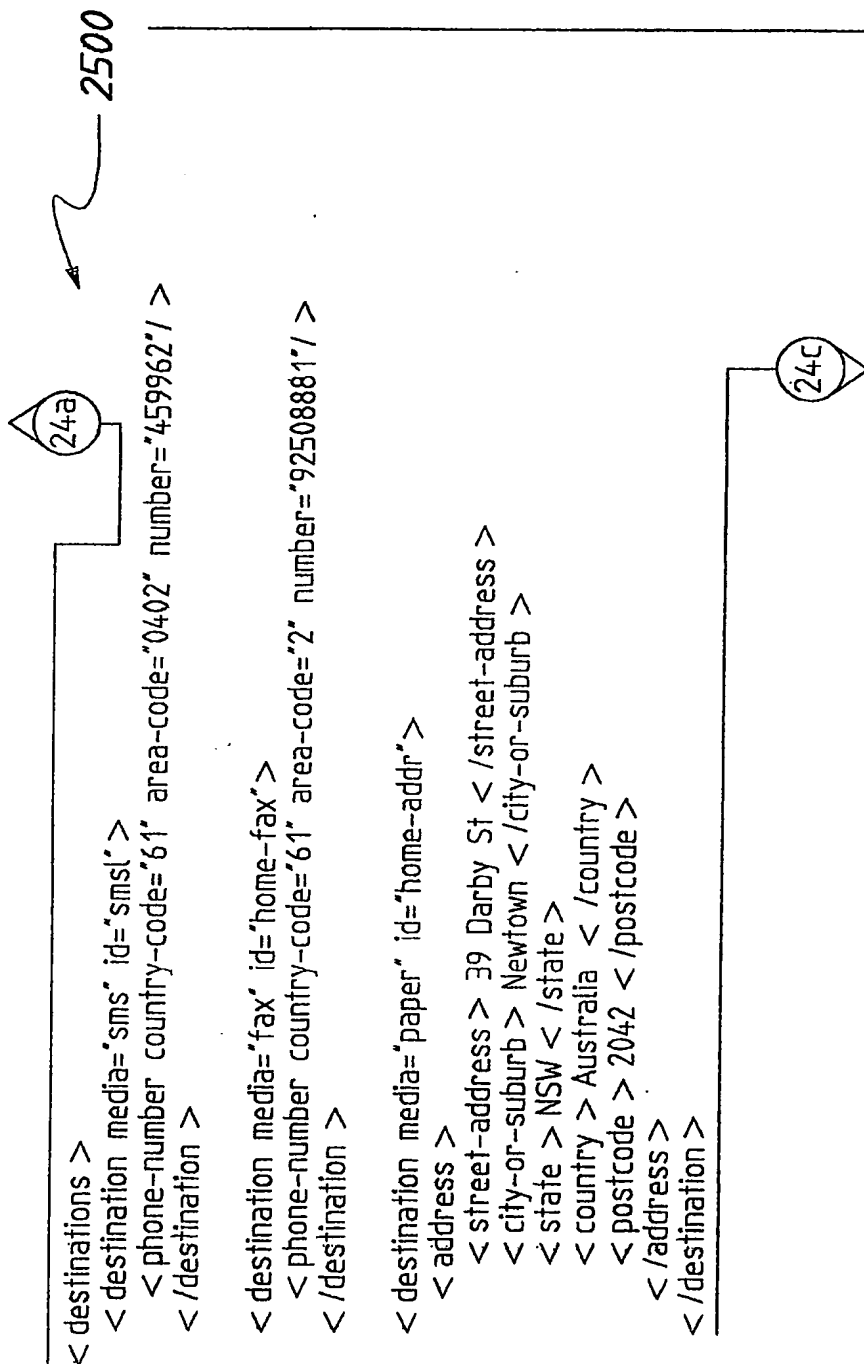 2500
24a
< destinations >
< destination media="sms" id="smsl" >
< phone-number country-code="61" area-code="0402" number="459962"/ >
< /destination >
< destination media="fax" id="home-fax" >
< phone-number country-code="61" area-code="2" number="92508881"/ >
< /destination >
< destination media="paper" id="home-addr" >
< address >
< street-address > 39 Darby St < /street-address >
< city-or-suburb > Newtown < /city-or-suburb >
< state > NSW < /state >
< country > Australia < /country >
< postcode > 2042 < /postcode >
< /address >
< /destination >
24c